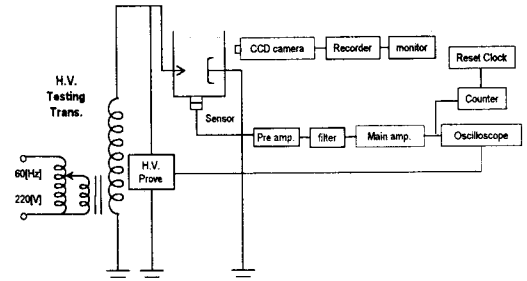 H.V.
Testing
Trans.
60[Hz]
220[V]
H.V.
Prove
Sensor
CCD camera
Recorder
monitor
Pre amp.
filter
Main amp.
Oscilloscope
Counter
Reset Clock